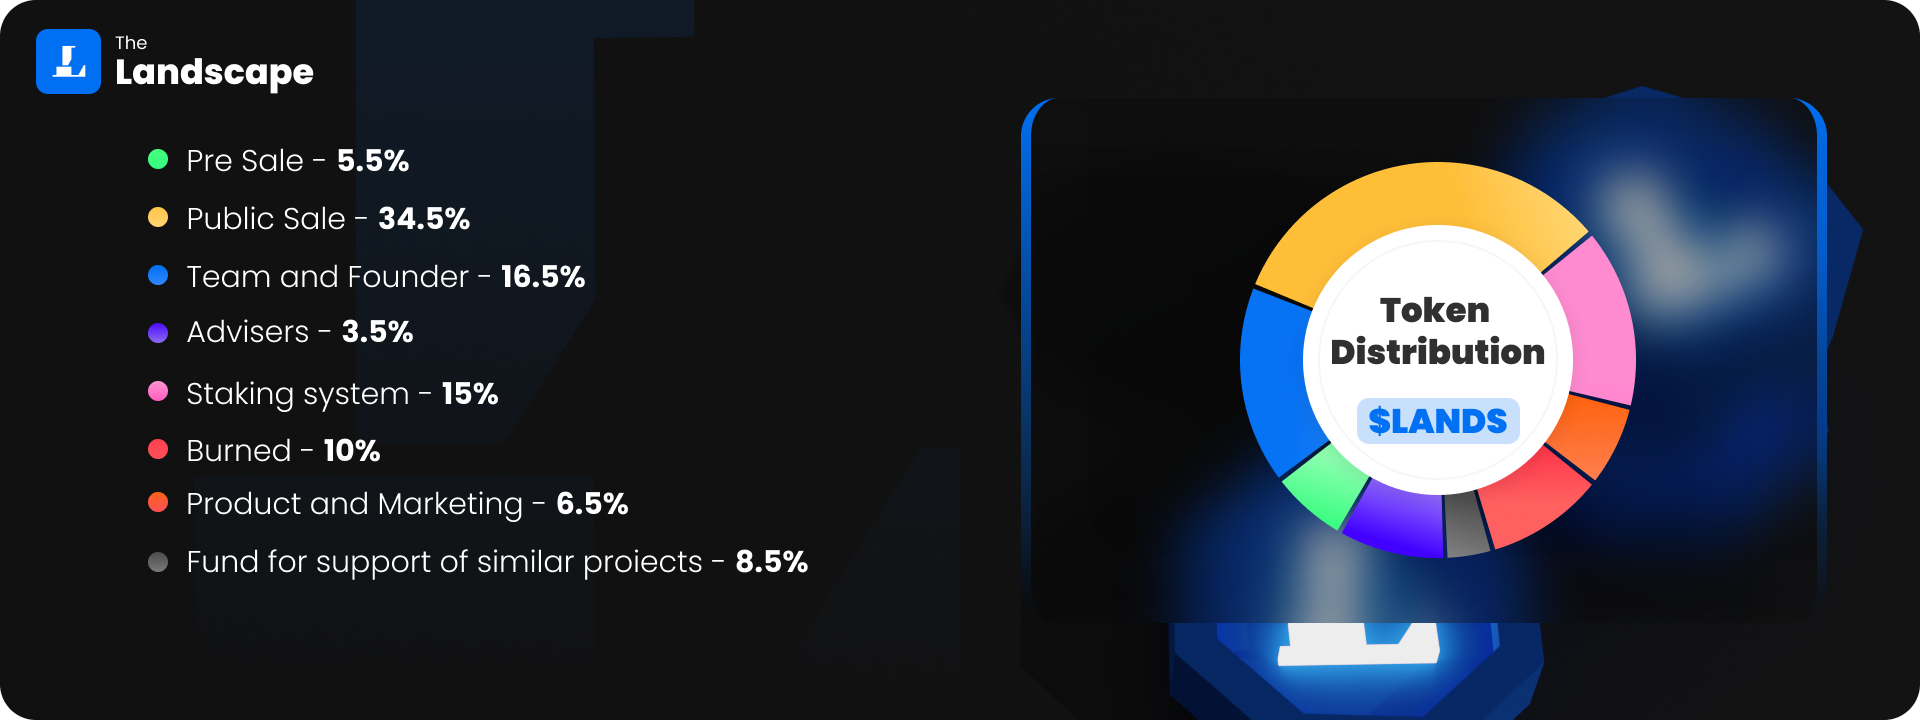 The
Landscape
Pre Sale - 5.5%
Public Sale - 34.5%
Team and Founder - 16.5%
Advisers - 3.5%
Staking system - 15%
Burned - 10%
Product and Marketing - 6.5%
Fund for support of similar proiects - 8.5%
Token
Distribution
$LANDS